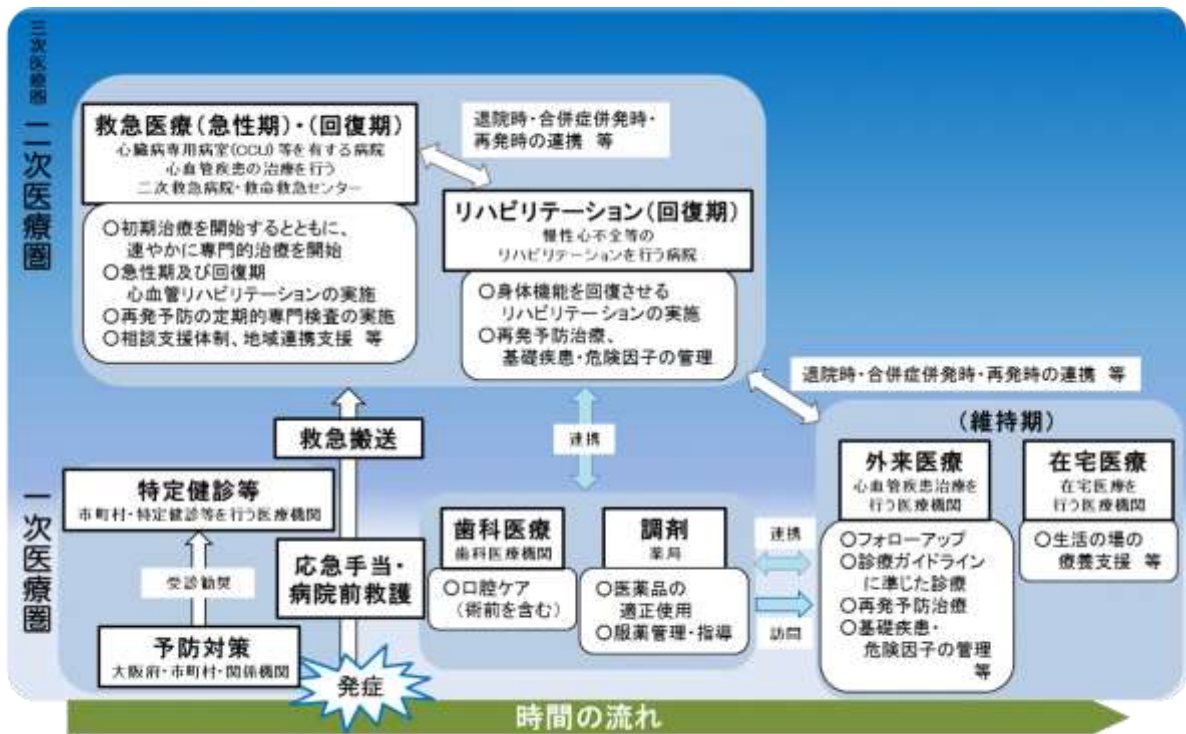 三次医療圏
二次医療圏
一次医療圏
救急医療(急性期)・(回復期)
心臓病専用病室(CCU)等を有する病院
心血管疾患の治療を行う
二次救急病院・救命救急センター
○初期治療を開始するとともに、
速やかに専門的治療を開始
○急性期及び回復期
心血管リハビリテーションの実施
○再発予防の定期的専門検査の実施
○相談支援体制、地域連携支援 等
退院時・合併症併発時・
再発時の連携 等
リハビリテーション(回復期)
慢性心不全等の
リハビリテーションを行う病院
○身体機能を回復させる
リハビリテーションの実施
○再発予防治療、
基礎疾患・危険因子の管理
退院時・合併症併発時・再発時の連携 等
救急搬送
連携
特定健診等
市町村・特定健診等を行う医療機関
受診勧奨
予防対策
大阪府・市町村・関係機関
応急手当・
病院前救護
発症
歯科医療
歯科医療機関
○口腔ケア
(術前を含む)
調剤
薬局
○医薬品の
適正使用
○服薬管理・指導
連携
訪問
(維持期)
外来医療
心血管疾患治療を
行う医療機関
○フォローアップ
○診療ガイドライン
に準じた診療
○再発予防治療
○基礎疾患・
危険因子の管理
等
在宅医療
在宅医療を
行う医療機関
○生活の場の
療養支援 等
時間の流れ